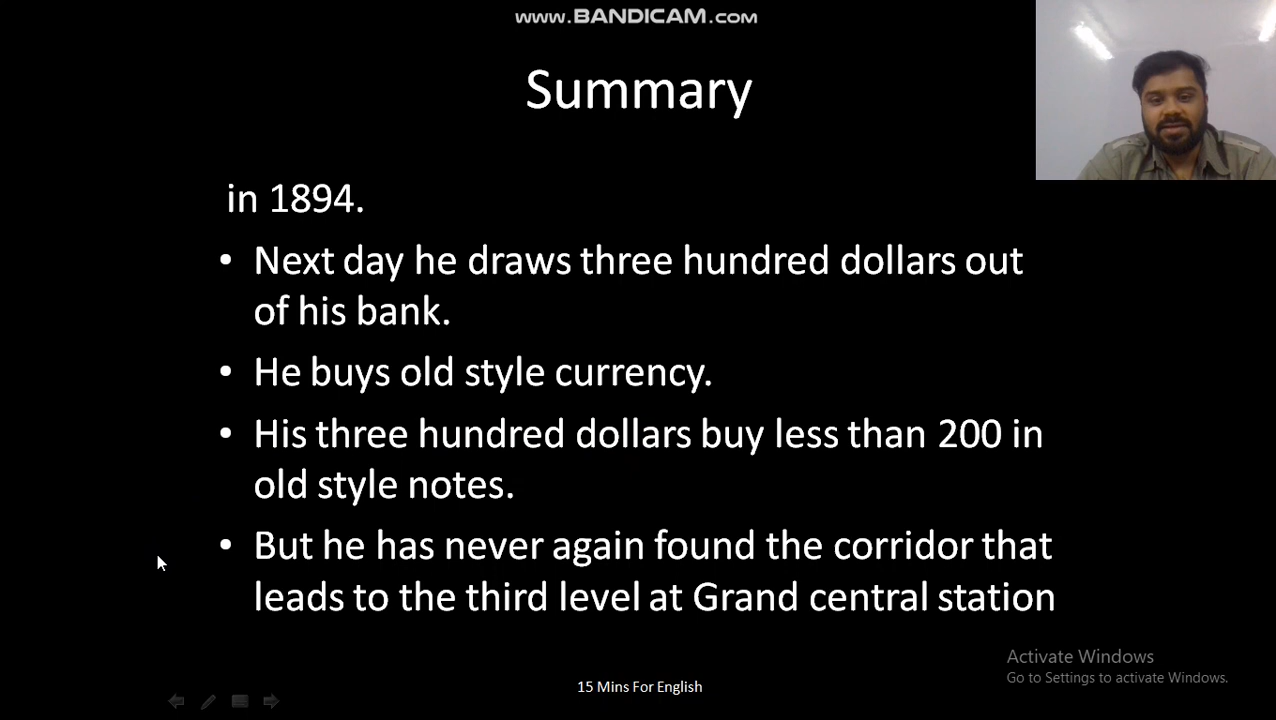 www.BANDICAM.com
Summary
in 1894.
• Next day he draws three hundred dollars out
of his bank.
• He buys old style currency.
• His three hundred dollars buy less than 200 in
old style notes.
• But he has never again found the corridor that
leads to the third level at Grand central station
Activate Windows
Go to Settings to activate Windows.
15 Mins For English